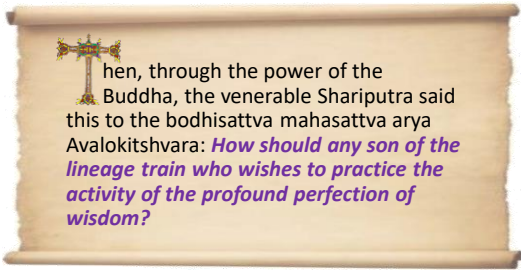 Then, through the power of the
Buddha, the venerable Shariputra said
this to the bodhisattva mahasattva arya
Avalokitshvara: How should any son of the
lineage train who wishes to practice the
activity of the profound perfection of
wisdom?